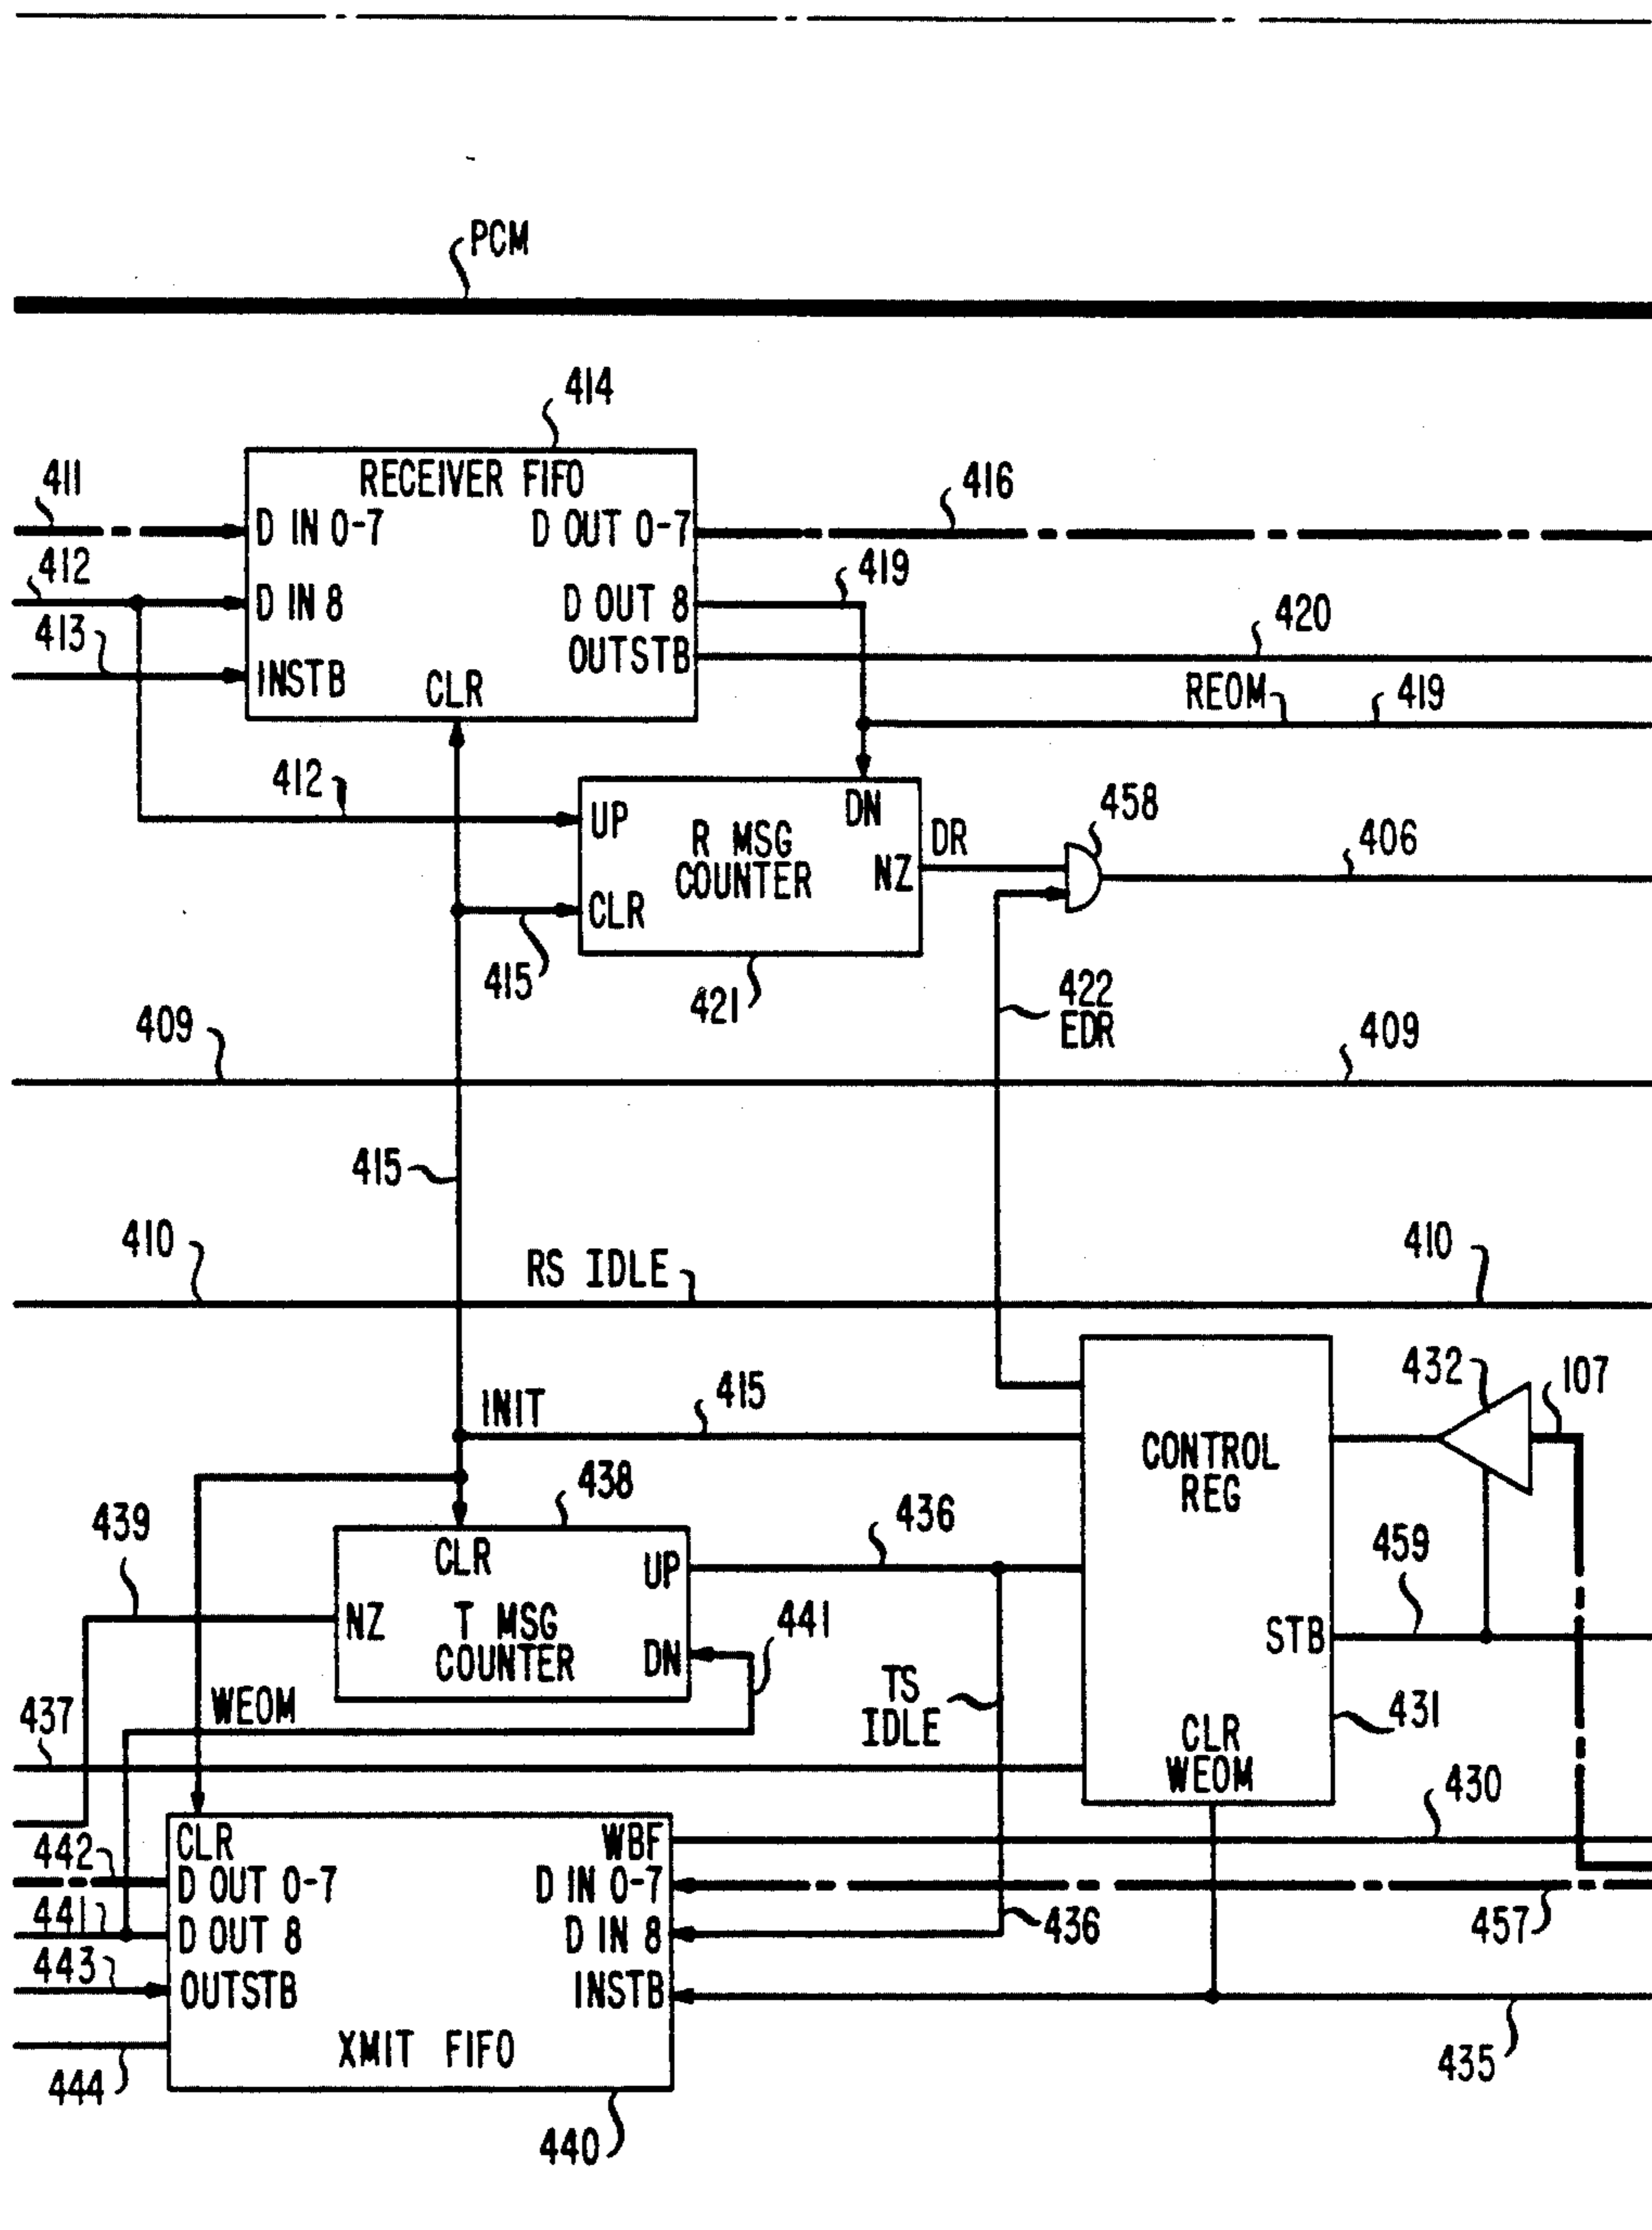 PCM
414
411
RECEIVER FIFO
416
D IN 0-7
D OUT 0-7
412
419
D IN 8
D OUT 8
420
413
OUTSTB
INSTB
CLR
REOM
419
412
458
UP
DN
DR
406
R MSG
COUNTER
NZ
CLR
415
421
422
EDR
409
409
415
410
410
RS IDLE
432
107
INIT
415
CONTROL
REG
438
439
436
459
CLR
UP
NZ
T MSG
COUNTER
441
STB
DN
TS
IDLE
WEOM
437
431
CLR
WEOM
430
CLR
WBF
442
D OUT 0-7
D IN 0-7
441
D OUT 8
D IN 8
436
457
443
OUTSTB
INSTB
XMIT FIFO
444
435
440